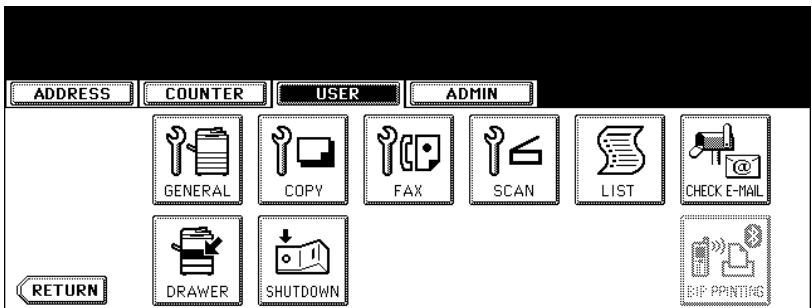 ADDRESS COUNTER USER ADMIN
GENERAL COPY FAX SCAN LIST CHECK E-MAIL
@
RETURN DRAWER SHUTDOWN BIP PRINTING